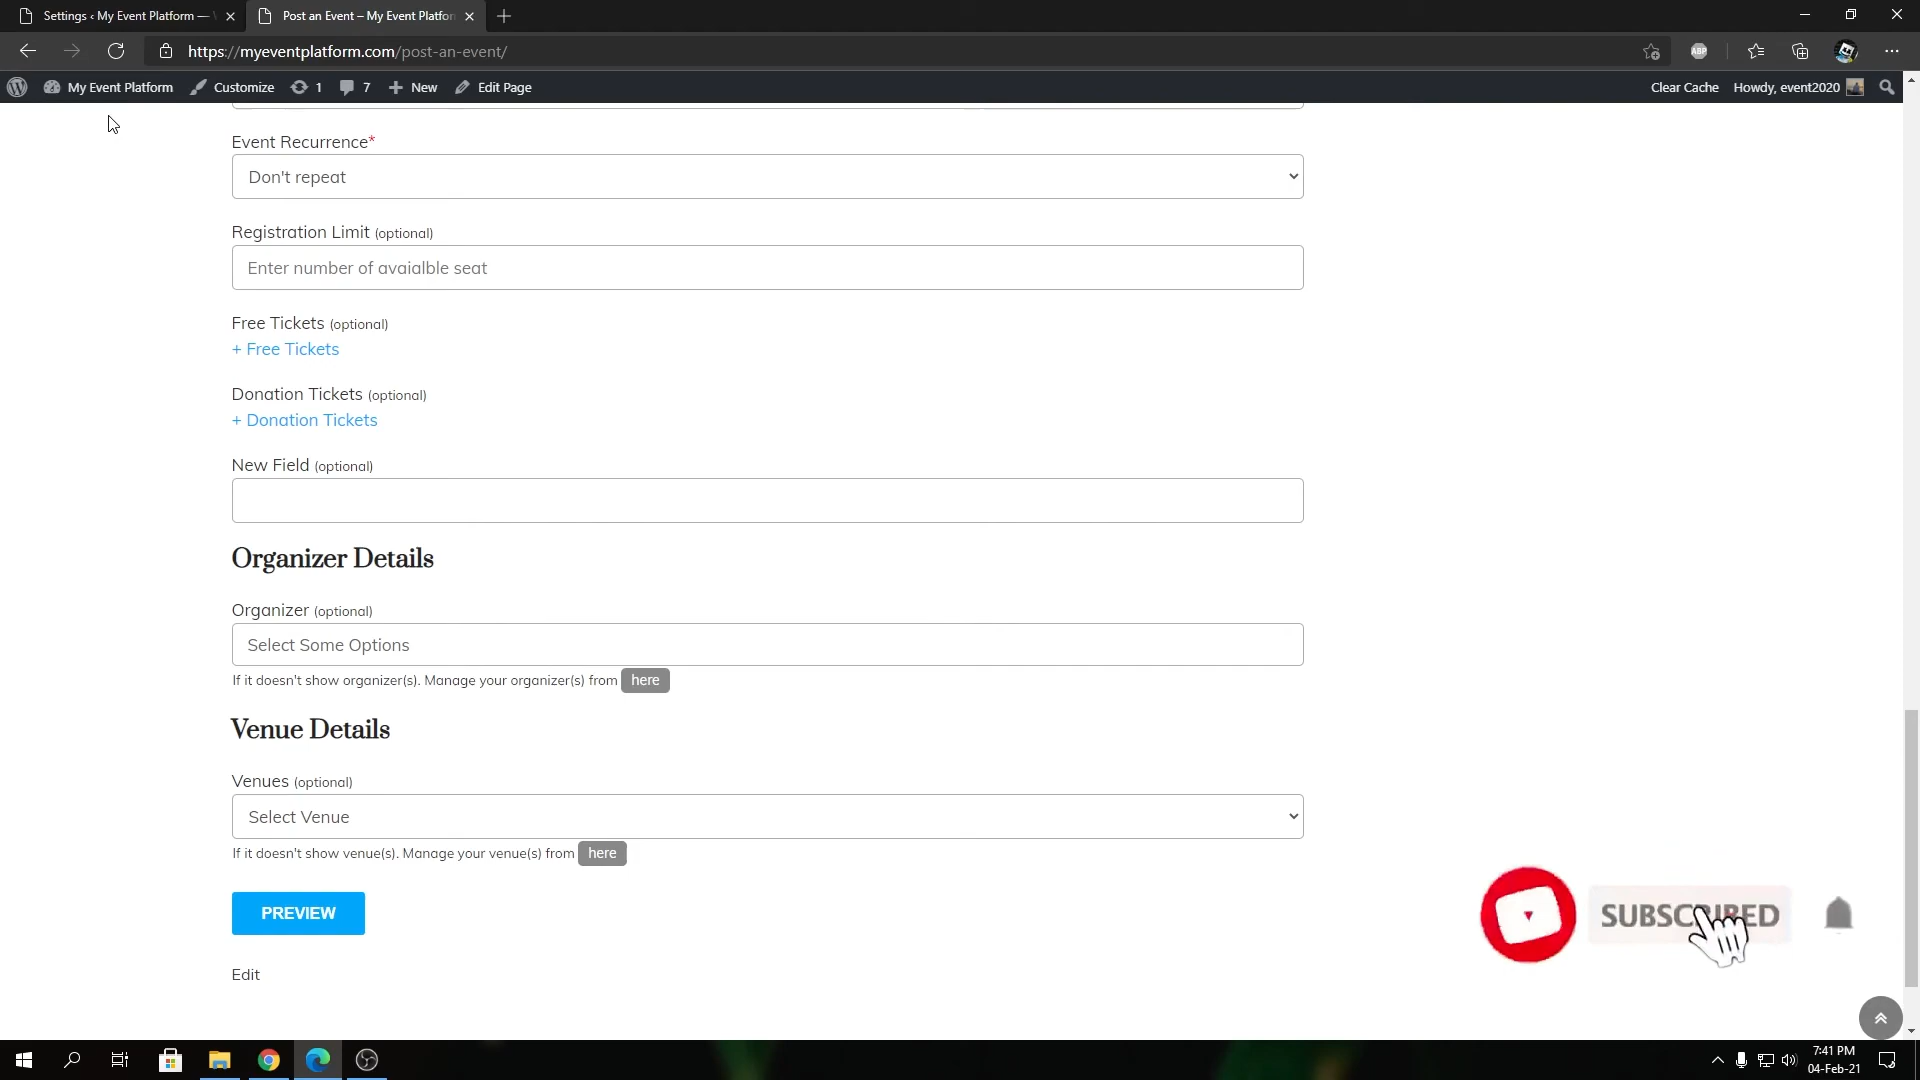 Settings ‹ My Event Platform —
Post an Event – My Event Platfor
https://myeventplatform.com/post-an-event/
ABP
My Event Platform
Customize
1
7
New
Edit Page
Clear Cache
Howdy, event2020
Event Recurrence*
Don't repeat
Registration Limit (optional)
Enter number of avaialble seat
Free Tickets (optional)
+ Free Tickets
Donation Tickets (optional)
+ Donation Tickets
New Field (optional)
Organizer Details
Organizer (optional)
Select Some Options
If it doesn't show organizer(s). Manage your organizer(s) from here
Venue Details
Venues (optional)
Select Venue
If it doesn't show venue(s). Manage your venue(s) from here
PREVIEW
SUBSCRIBED
Edit
7:41 PM
04-Feb-21